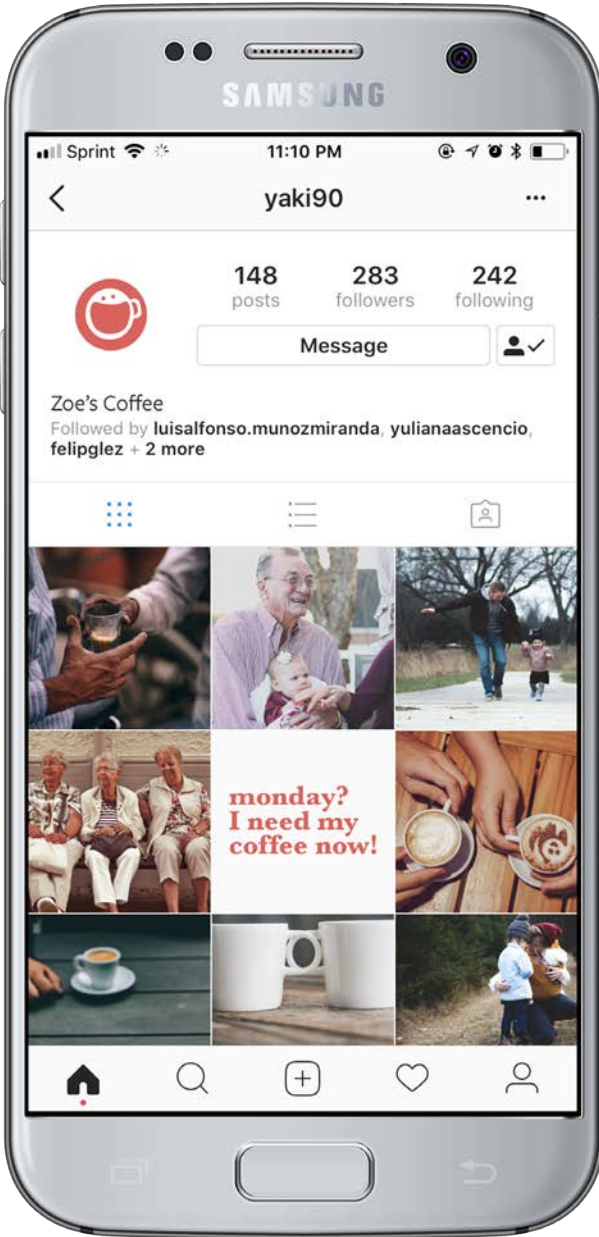 SAMSUNG
Sprint 11:10 PM
yaki90
148 283 242
posts followers following
Message
Zoe's Coffee
Followed by luisalfonso.munozmiranda, yulianaascencio,
felipglez + 2 more
monday?
I need my
coffee now!